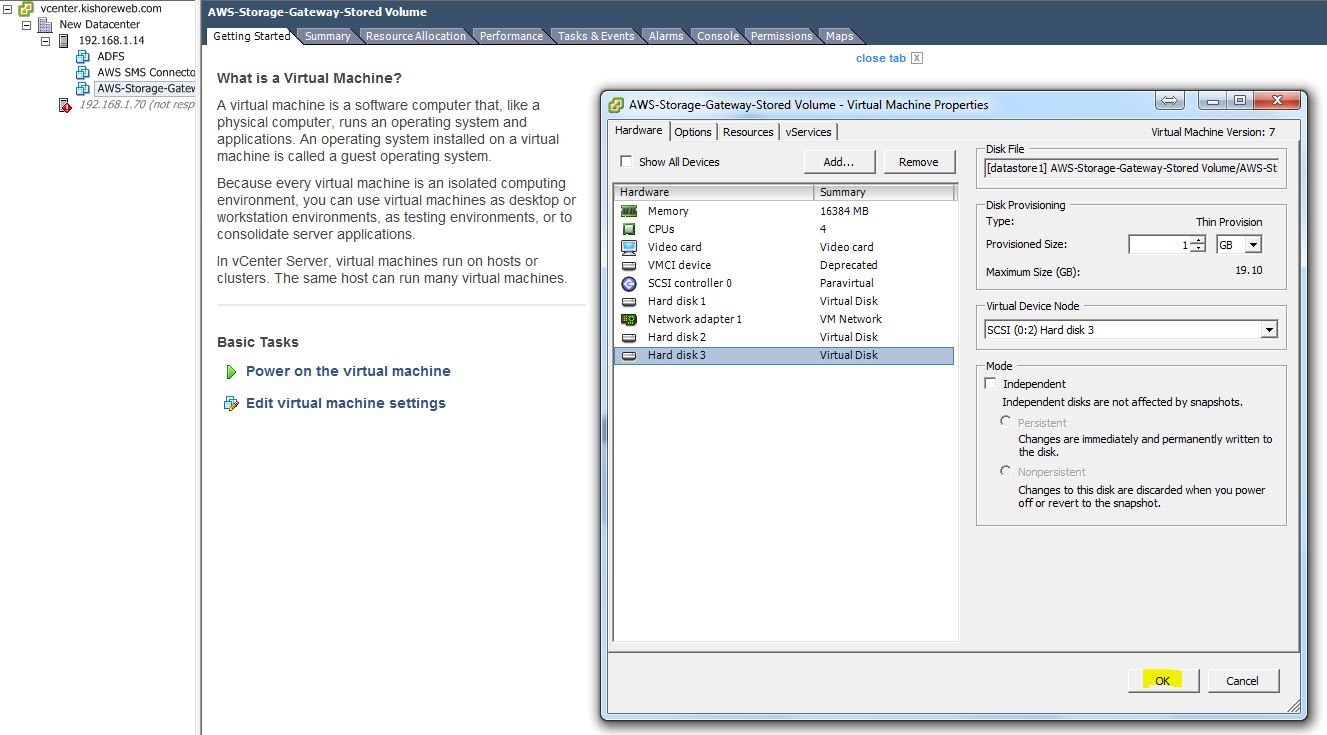 vcenter.kishoreweb.com
New Datacenter
192.168.1.14
ADFS
AWS SMS Connecto
AWS-Storage-Gatew
192.168.1.70 (not resp
AWS-Storage-Gateway-Stored Volume
Getting Started Summary Resource Allocation Performance Tasks & Events Alarms Console Permissions Maps
close tab X
What is a Virtual Machine?
A virtual machine is a software computer that, like a
physical computer, runs an operating system and
applications. An operating system installed on a virtual
machine is called a guest operating system.
Because every virtual machine is an isolated computing
environment, you can use virtual machines as desktop or
workstation environments, as testing environments, or to
consolidate server applications.
In vCenter Server, virtual machines run on hosts or
clusters. The same host can run many virtual machines.
Basic Tasks
Power on the virtual machine
Edit virtual machine settings
AWS-Storage-Gateway-Stored Volume - Virtual Machine Properties
Hardware Options Resources vServices
Virtual Machine Version: 7
Show All Devices Add... Remove
Hardware Summary
Memory 16384 MB
CPUs 4
Video card Video card
VMCI device Deprecated
SCSI controller 0 Paravirtual
Hard disk 1 Virtual Disk
Network adapter 1 VM Network
Hard disk 2 Virtual Disk
Hard disk 3 Virtual Disk
Disk File
[datastore1] AWS-Storage-Gateway-Stored Volume/AWS-St
Disk Provisioning
Type: Thin Provision
Provisioned Size: 1 GB
Maximum Size (GB): 19.10
Virtual Device Node
SCSI (0:2) Hard disk 3
Mode
Independent
Independent disks are not affected by snapshots.
Persistent
Changes are immediately and permanently written to
the disk.
Nonpersistent
Changes to this disk are discarded when you power
off or revert to the snapshot.
OK Cancel